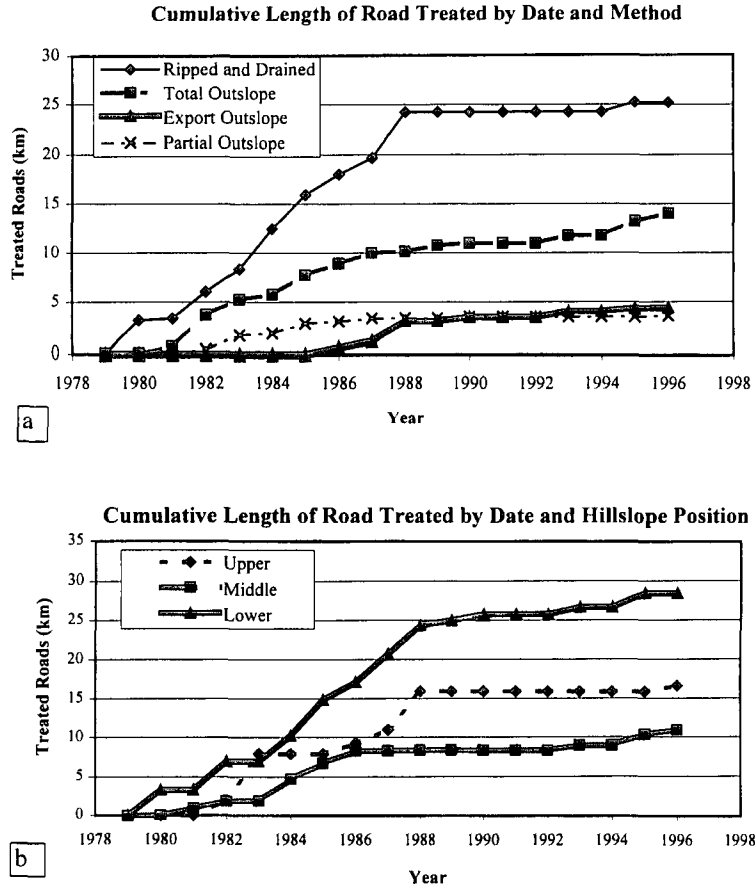 Cumulative Length of Road Treated by Date and Method
Treated Roads (km)
30
25
20
15
10
5
0
Ripped and Drained
Total Outslope
Export Outslope
Partial Outslope
1978 1980 1982 1984 1986 1988 1990 1992 1994 1996 1998
Year
a
Cumulative Length of Road Treated by Date and Hillslope Position
Treated Roads (km)
35
30
25
20
15
10
5
0
Upper
Middle
Lower
1978 1980 1982 1984 1986 1988 1990 1992 1994 1996 1998
Year
b